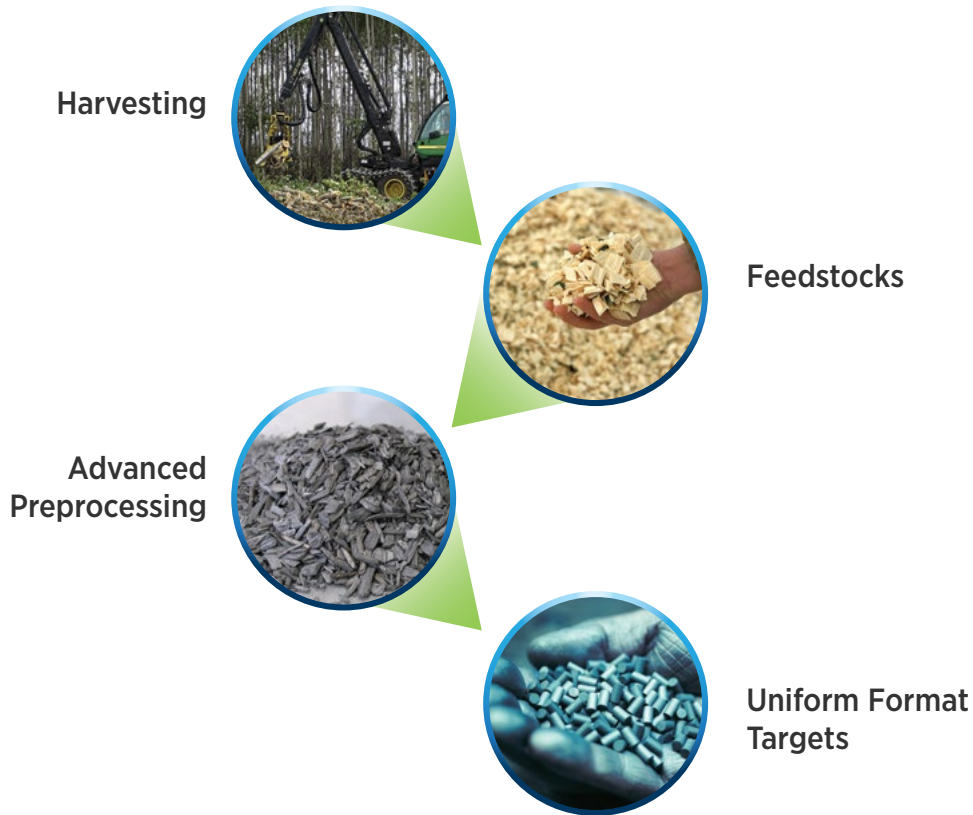 Harvesting
Feedstocks
Advanced
Preprocessing
Uniform Format
Targets